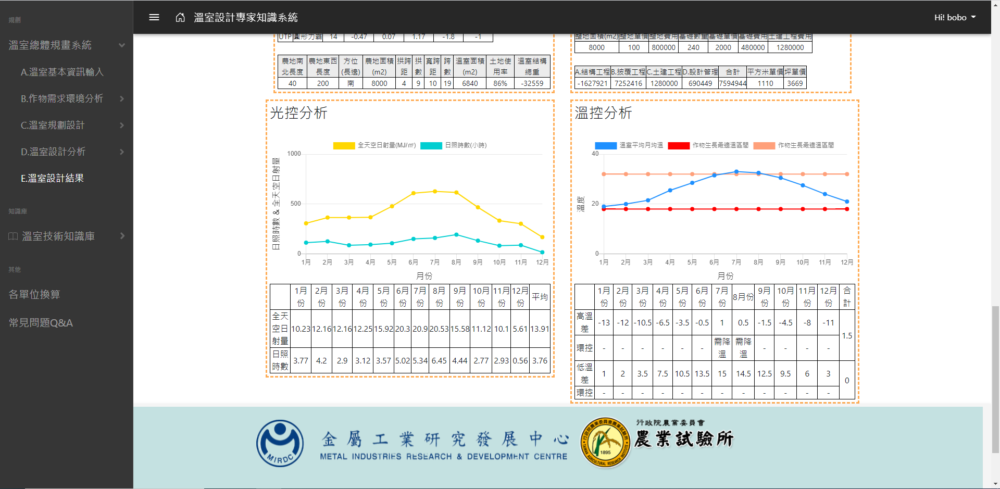 規劃
溫室總體規畫系統
A.溫室基本資訊輸入
B.作物需求環境分析
C.溫室規劃設計
D.溫室設計分析
E.溫室設計結果
知識庫
溫室技術知識庫
其他
各單位換算
常見問題Q&A
溫室設計專家知識系統
Hi! bobo
UTP 圓形力霸 14 -0.47 0.07 1.17 -1.8 -1
農地南北長度 農地東西長度 方位(長邊) 農地面積(m2) 拱跨距 拱數 寬跨距 跨數 溫室面積(m2) 土地使用率 溫室結構總重
40 200 南 8000 4 9 10 19 6840 86% -32559
整地面積(m2) 整地單價 整地費用 基礎數量 基礎單價 基礎費用 土建工程費用
8000 100 800000 240 2000 480000 1280000
A.結構工程 B.披覆工程 C.土建工程 D.設計管理 合計 平方米單價 坪單價
-1627921 7252416 1280000 690449 7594944 1110 3669
光控分析
全天空日射量(MJ/㎡) 日照時數(小時)
日照時數 & 全天空日射量
1000
500
0
1月 2月 3月 4月 5月 6月 7月 8月 9月 10月 11月 12月
月份
1月份 2月份 3月份 4月份 5月份 6月份 7月份 8月份 9月份 10月份 11月份 12月份 平均
全天空日射量 10.23 12.16 12.16 12.25 15.92 20.3 20.9 20.53 15.58 11.12 10.1 5.61 13.91
日照時數 3.77 4.2 2.9 3.12 3.57 5.02 5.34 6.45 4.44 2.77 2.93 0.56 3.76
溫控分析
溫室平均月均溫 作物生長最適溫區間 作物生長最適溫區間
溫度
40
20
0
1月 2月 3月 4月 5月 6月 7月 8月 9月 10月 11月 12月
月份
1月份 2月份 3月份 4月份 5月份 6月份 7月份 8月份 9月份 10月份 11月份 12月份 合計
高溫差 -13 -12 -10.5 -6.5 -3.5 -0.5 1 0.5 -1.5 -4.5 -8 -11 1.5
環控 - - - - - - 需降溫 需降溫 - - - -
低溫差 1 2 3.5 7.5 10.5 13.5 15 14.5 12.5 9.5 6 3 0
環控 - - - - - - - - - - - -
MIRDC
金屬工業研究發展中心
METAL INDUSTRIES RESEARCH & DEVELOPMENT CENTRE
行政院農業委員會農業試驗所
1895
TAIWAN AGRICULTURAL RESEARCH INSTITUTE
行政院農業委員會
農業試驗所